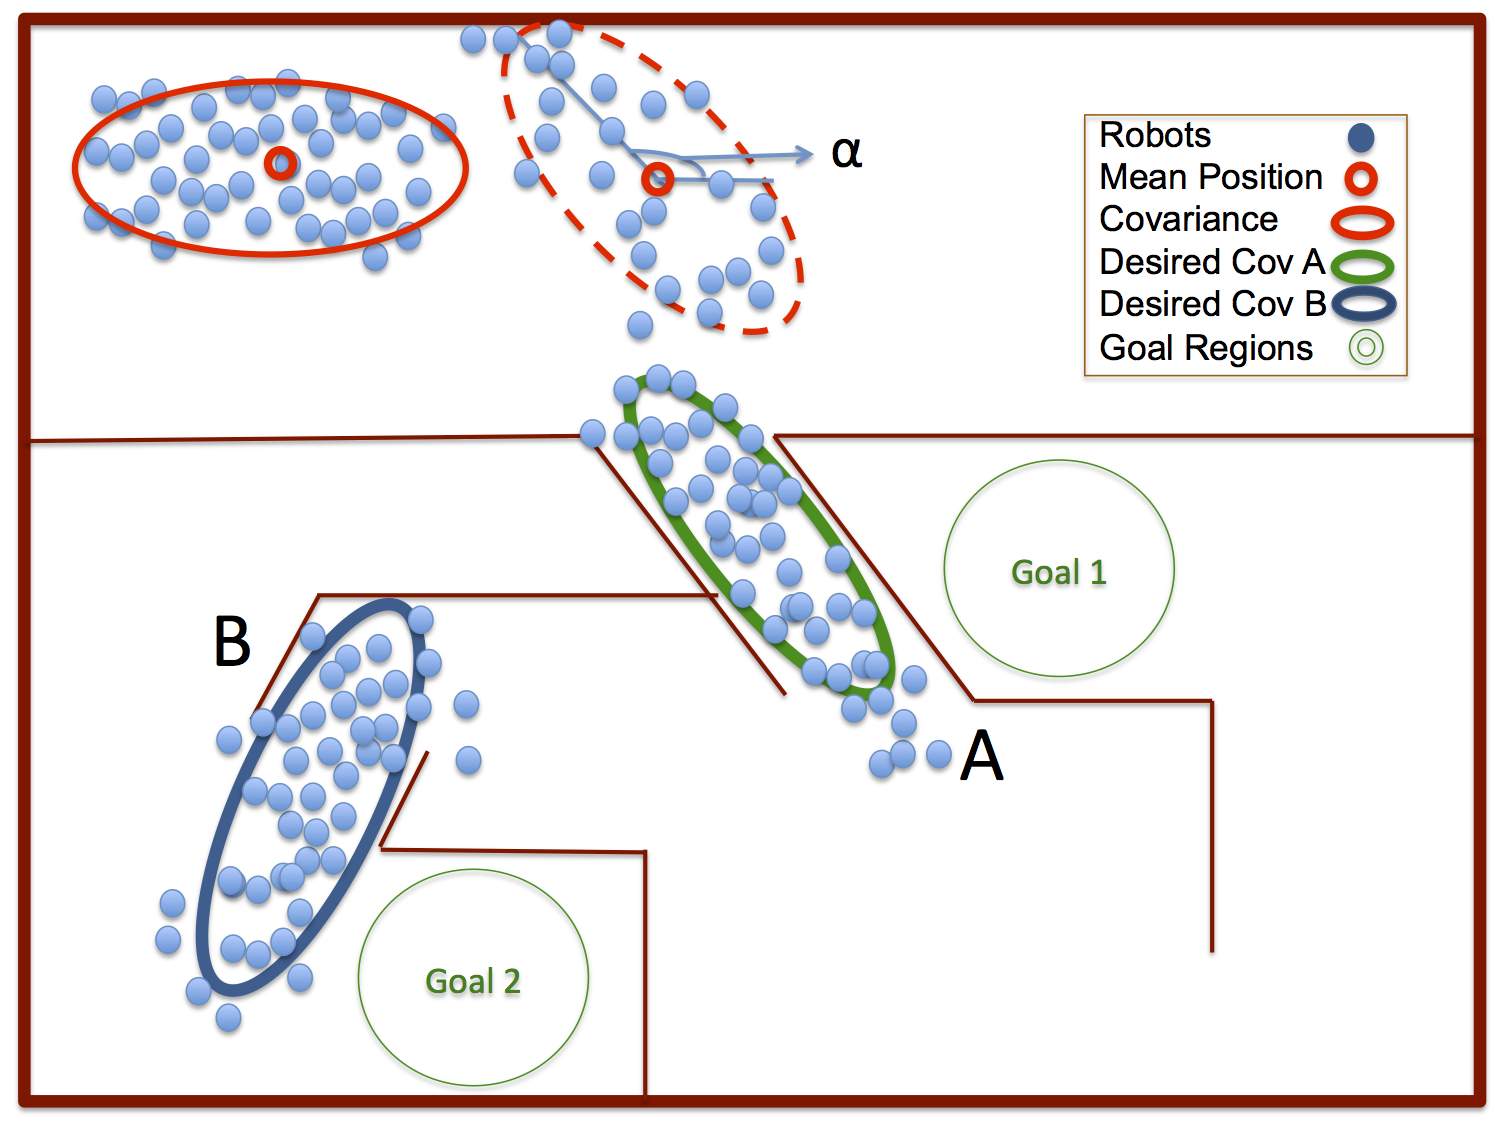 α
Robots
Mean Position
Covariance
Desired Cov A
Desired Cov B
Goal Regions
Goal 1
B
A
Goal 2